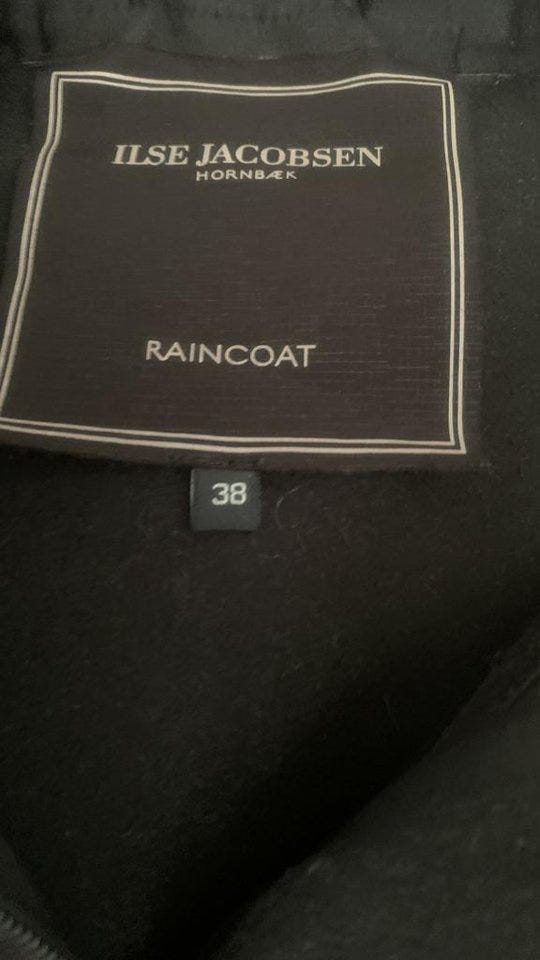 ILSE JACOBSEN
HORNBÆK
RAINCOAT
38